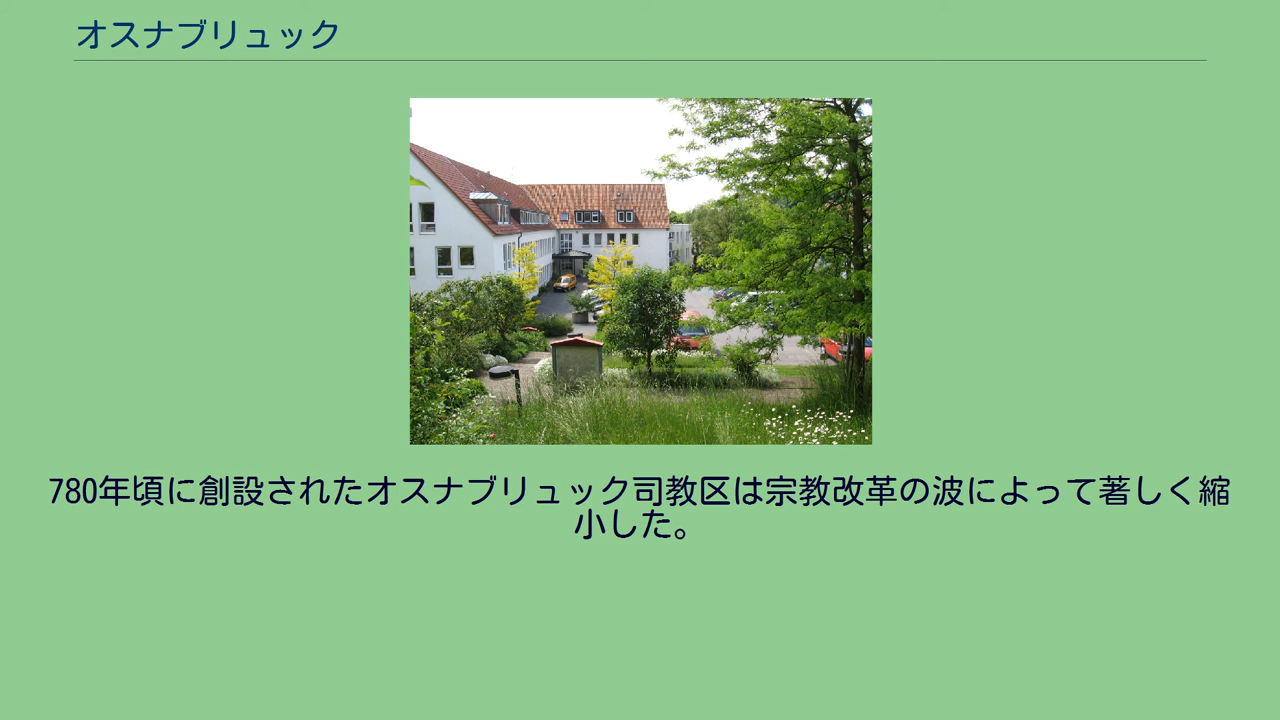 オスナブリュック
780年頃に創設されたオスナブリュック司教区は宗教改革の波によって著しく縮
小した。